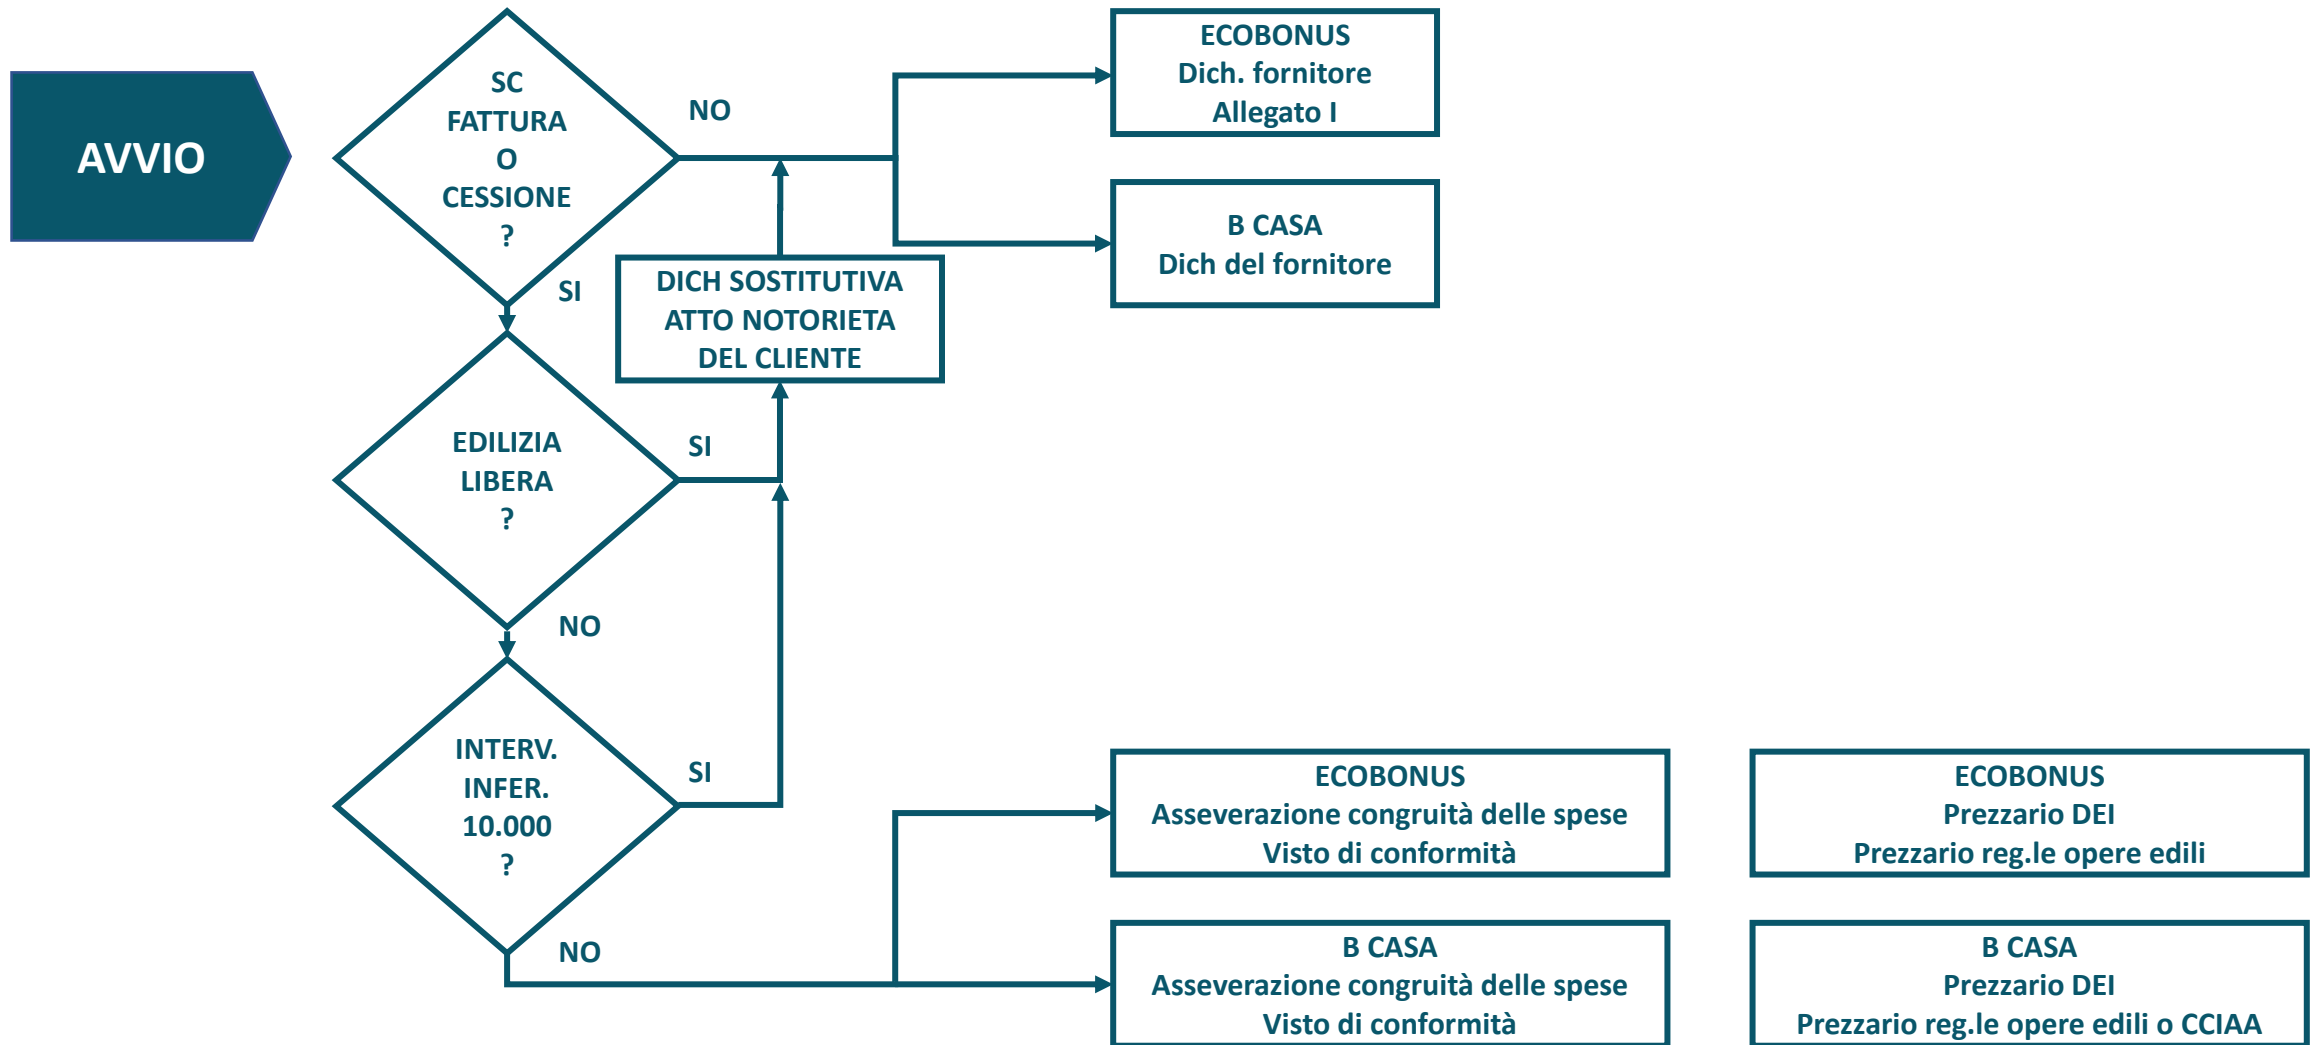 AVVIO
SC
FATTURA
O
CESSIONE
?
NO
SI
ECOBONUS
Dich. fornitore
Allegato I
B CASA
Dich del fornitore
DICH SOSTITUTIVA
ATTO NOTORIETA
DEL CLIENTE
EDILIZIA
LIBERA
?
SI
NO
INTERV.
INFER.
10.000
?
SI
NO
ECOBONUS
Asseverazione congruità delle spese
Visto di conformità
ECOBONUS
Prezzario DEI
Prezzario reg.le opere edili
B CASA
Asseverazione congruità delle spese
Visto di conformità
B CASA
Prezzario DEI
Prezzario reg.le opere edili o CCIAA